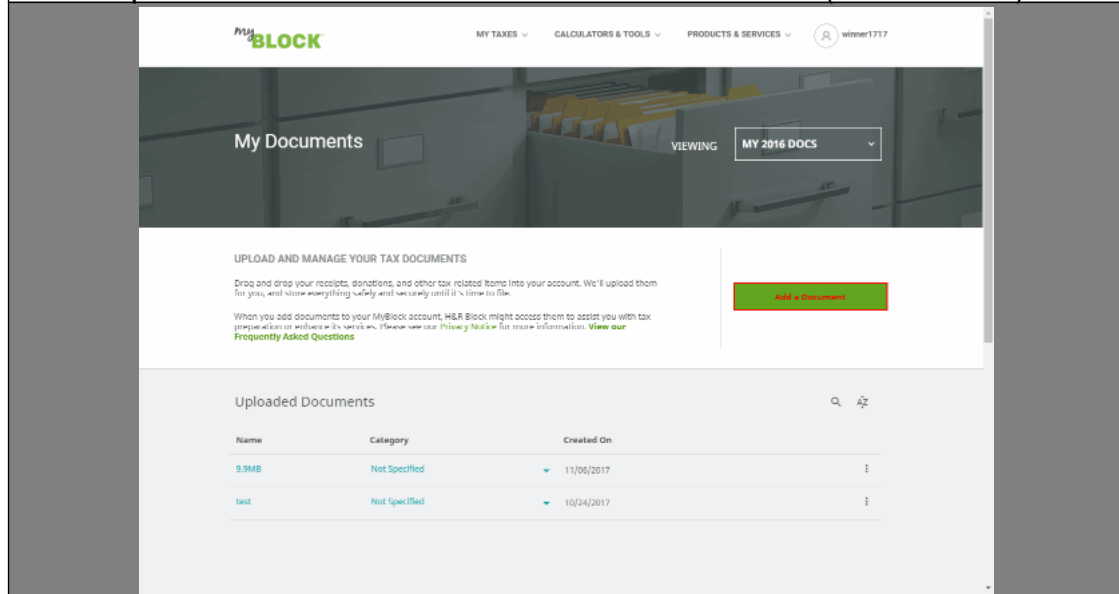 my BLOCK
MY TAXES
CALCULATORS & TOOLS
PRODUCTS & SERVICES
winner1717
My Documents
VIEWING
MY 2016 DOCS
UPLOAD AND MANAGE YOUR TAX DOCUMENTS
Drag and drop your receipts, donations, and other tax related items into your account. We'll upload them
for you, and store everything safely and securely until it's time to file.
When you add documents to your MyBlock account, H&R Block might access them to assist you with tax
preparation or enhance its services. Please see our Privacy Notice for more information. View our
Frequently Asked Questions
Add a Document
Uploaded Documents
AZ
Name Category Created On
9.9MB Not Specified 11/06/2017
test Not Specified 10/24/2017